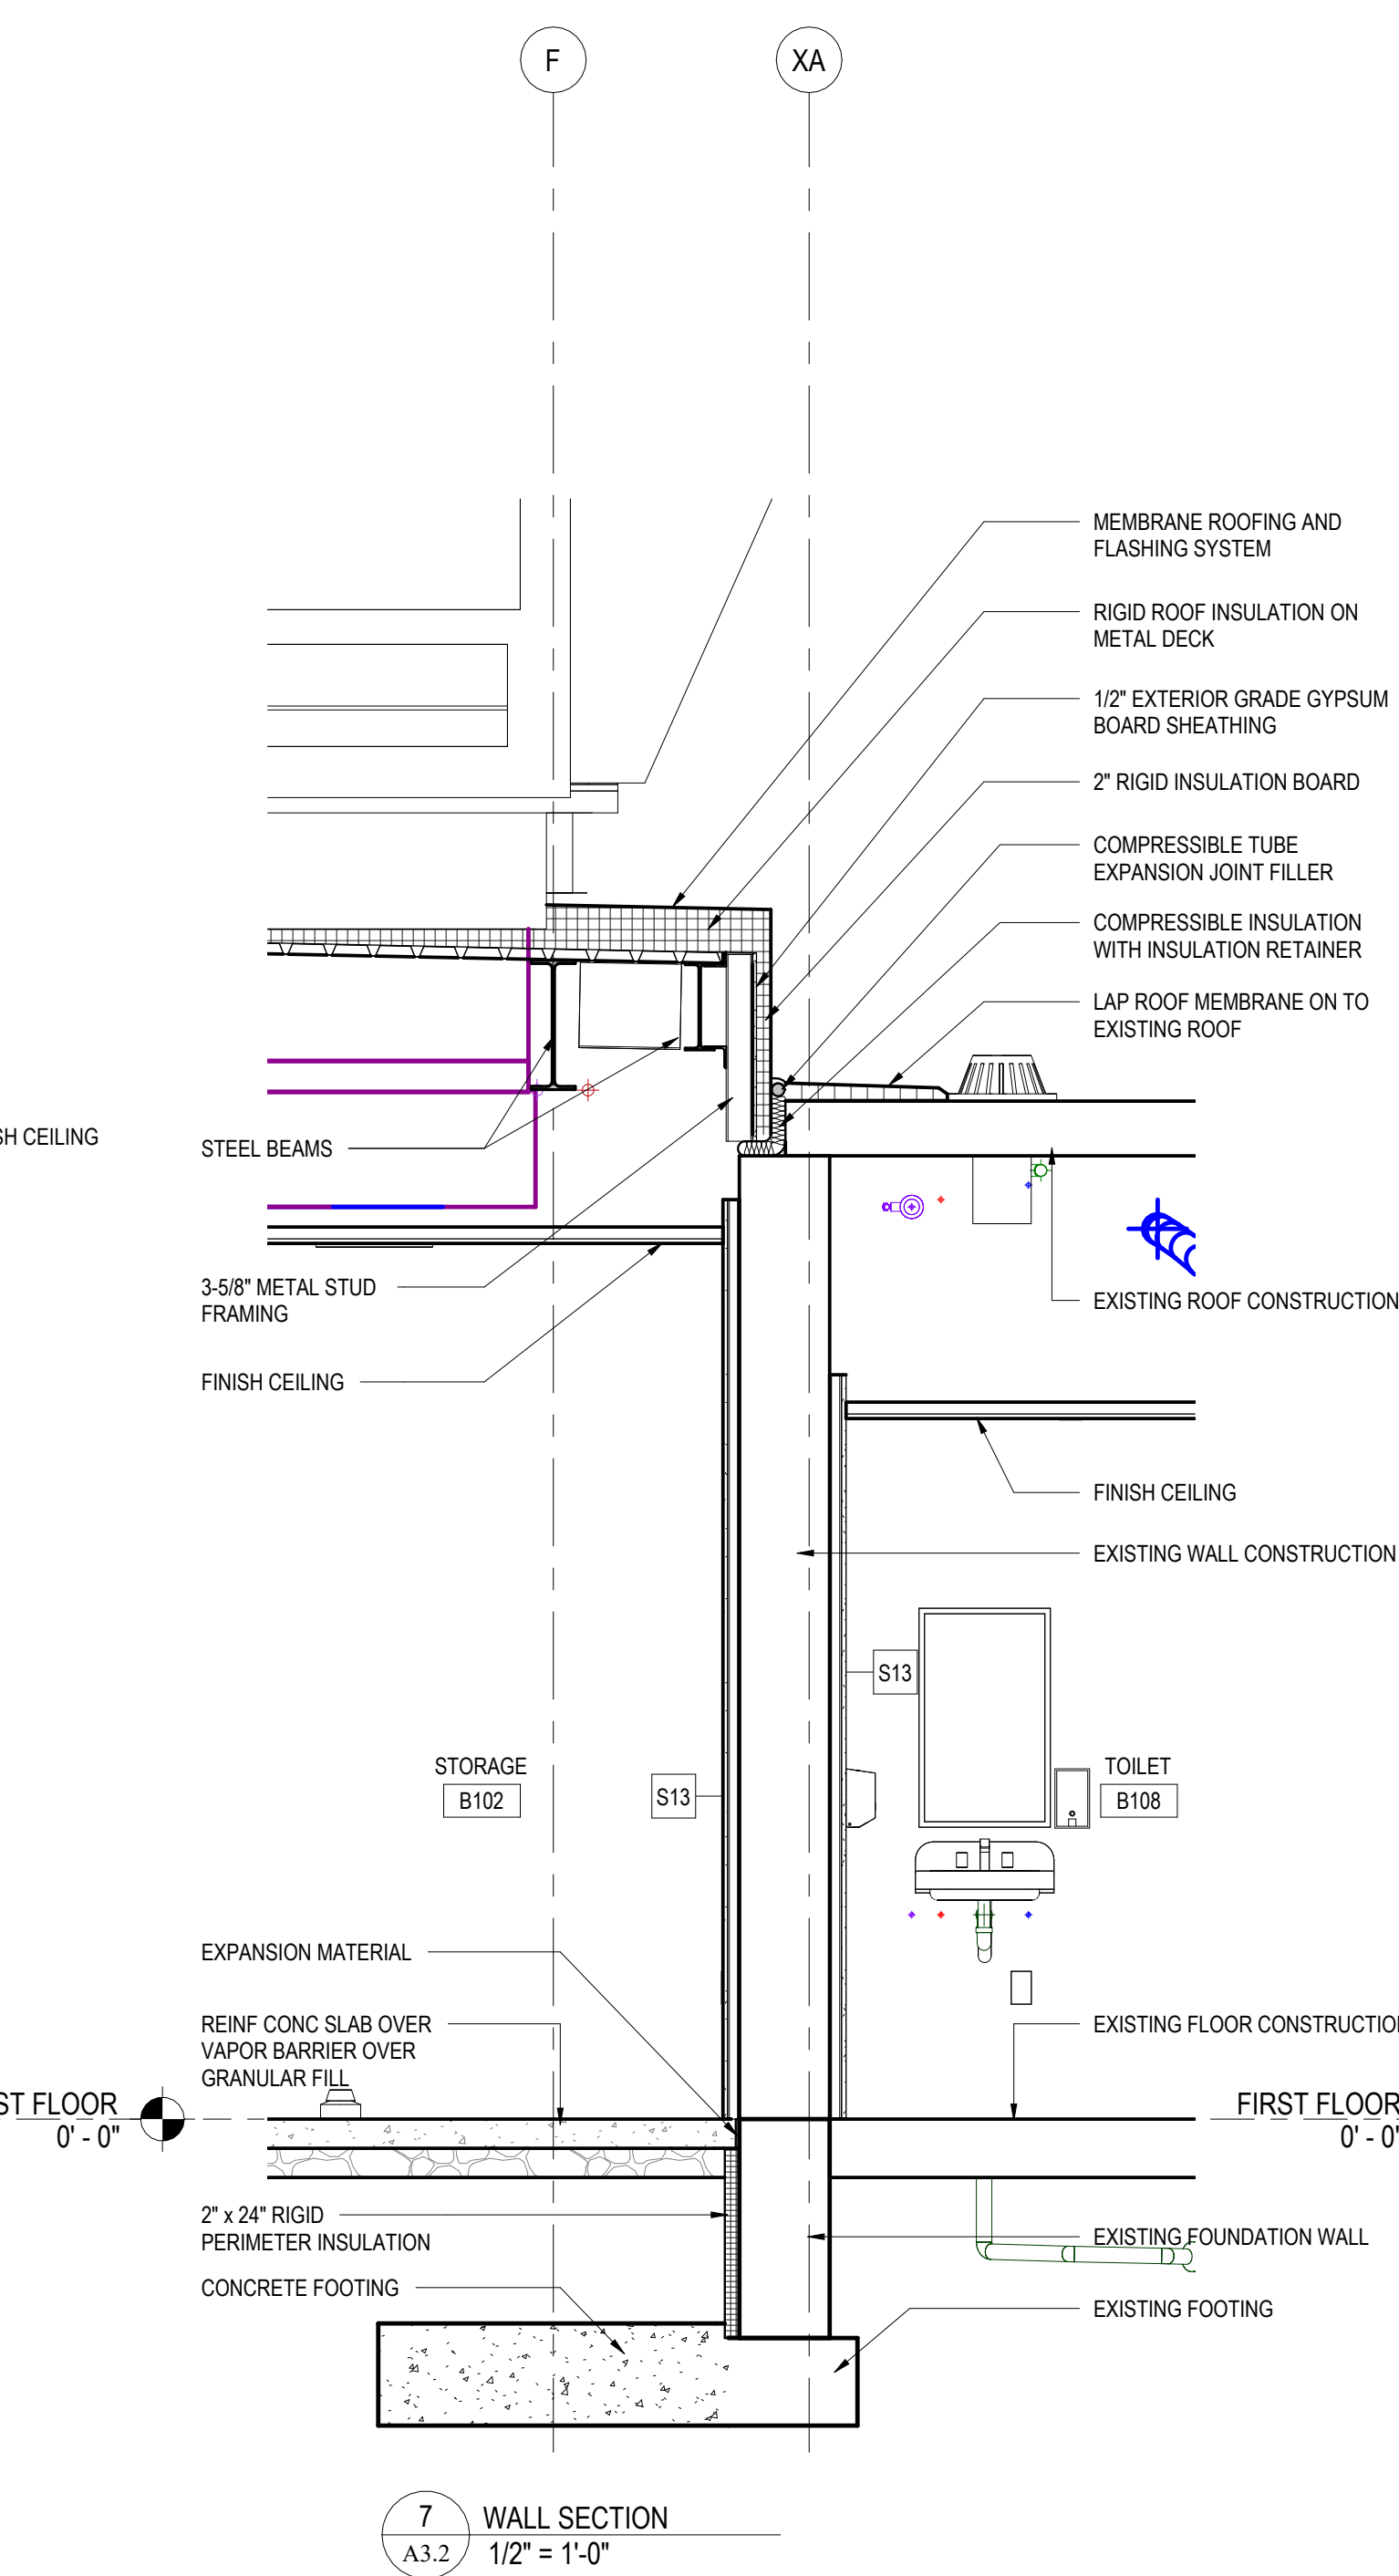 F
XA
MEMBRANE ROOFING AND
FLASHING SYSTEM
RIGID ROOF INSULATION ON
METAL DECK
1/2" EXTERIOR GRADE GYPSUM
BOARD SHEATHING
2" RIGID INSULATION BOARD
COMPRESSIBLE TUBE
EXPANSION JOINT FILLER
COMPRESSIBLE INSULATION
WITH INSULATION RETAINER
LAP ROOF MEMBRANE ON TO
EXISTING ROOF
CEILING
STEEL BEAMS
3-5/8" METAL STUD
FRAMING
EXISTING ROOF CONSTRUCTION
FINISH CEILING
FINISH CEILING
EXISTING WALL CONSTRUCTION
S13
STORAGE
B102
S13
TOILET
B108
EXPANSION MATERIAL
REINF CONC SLAB OVER
VAPOR BARRIER OVER
GRANULAR FILL
EXISTING FLOOR CONSTRUCTIO
ST FLOOR
0' - 0"
FIRST FLOOR
0' - 0"
2" x 24" RIGID
PERIMETER INSULATION
EXISTING FOUNDATION WALL
CONCRETE FOOTING
EXISTING FOOTING
7
A3.2
WALL SECTION
1/2" = 1'-0"